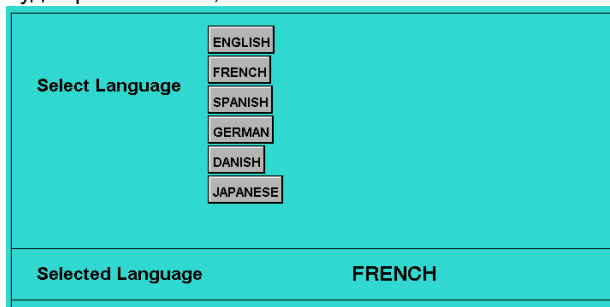 ENGLISH
FRENCH
Select Language
SPANISH
GERMAN
DANISH
JAPANESE
Selected Language FRENCH